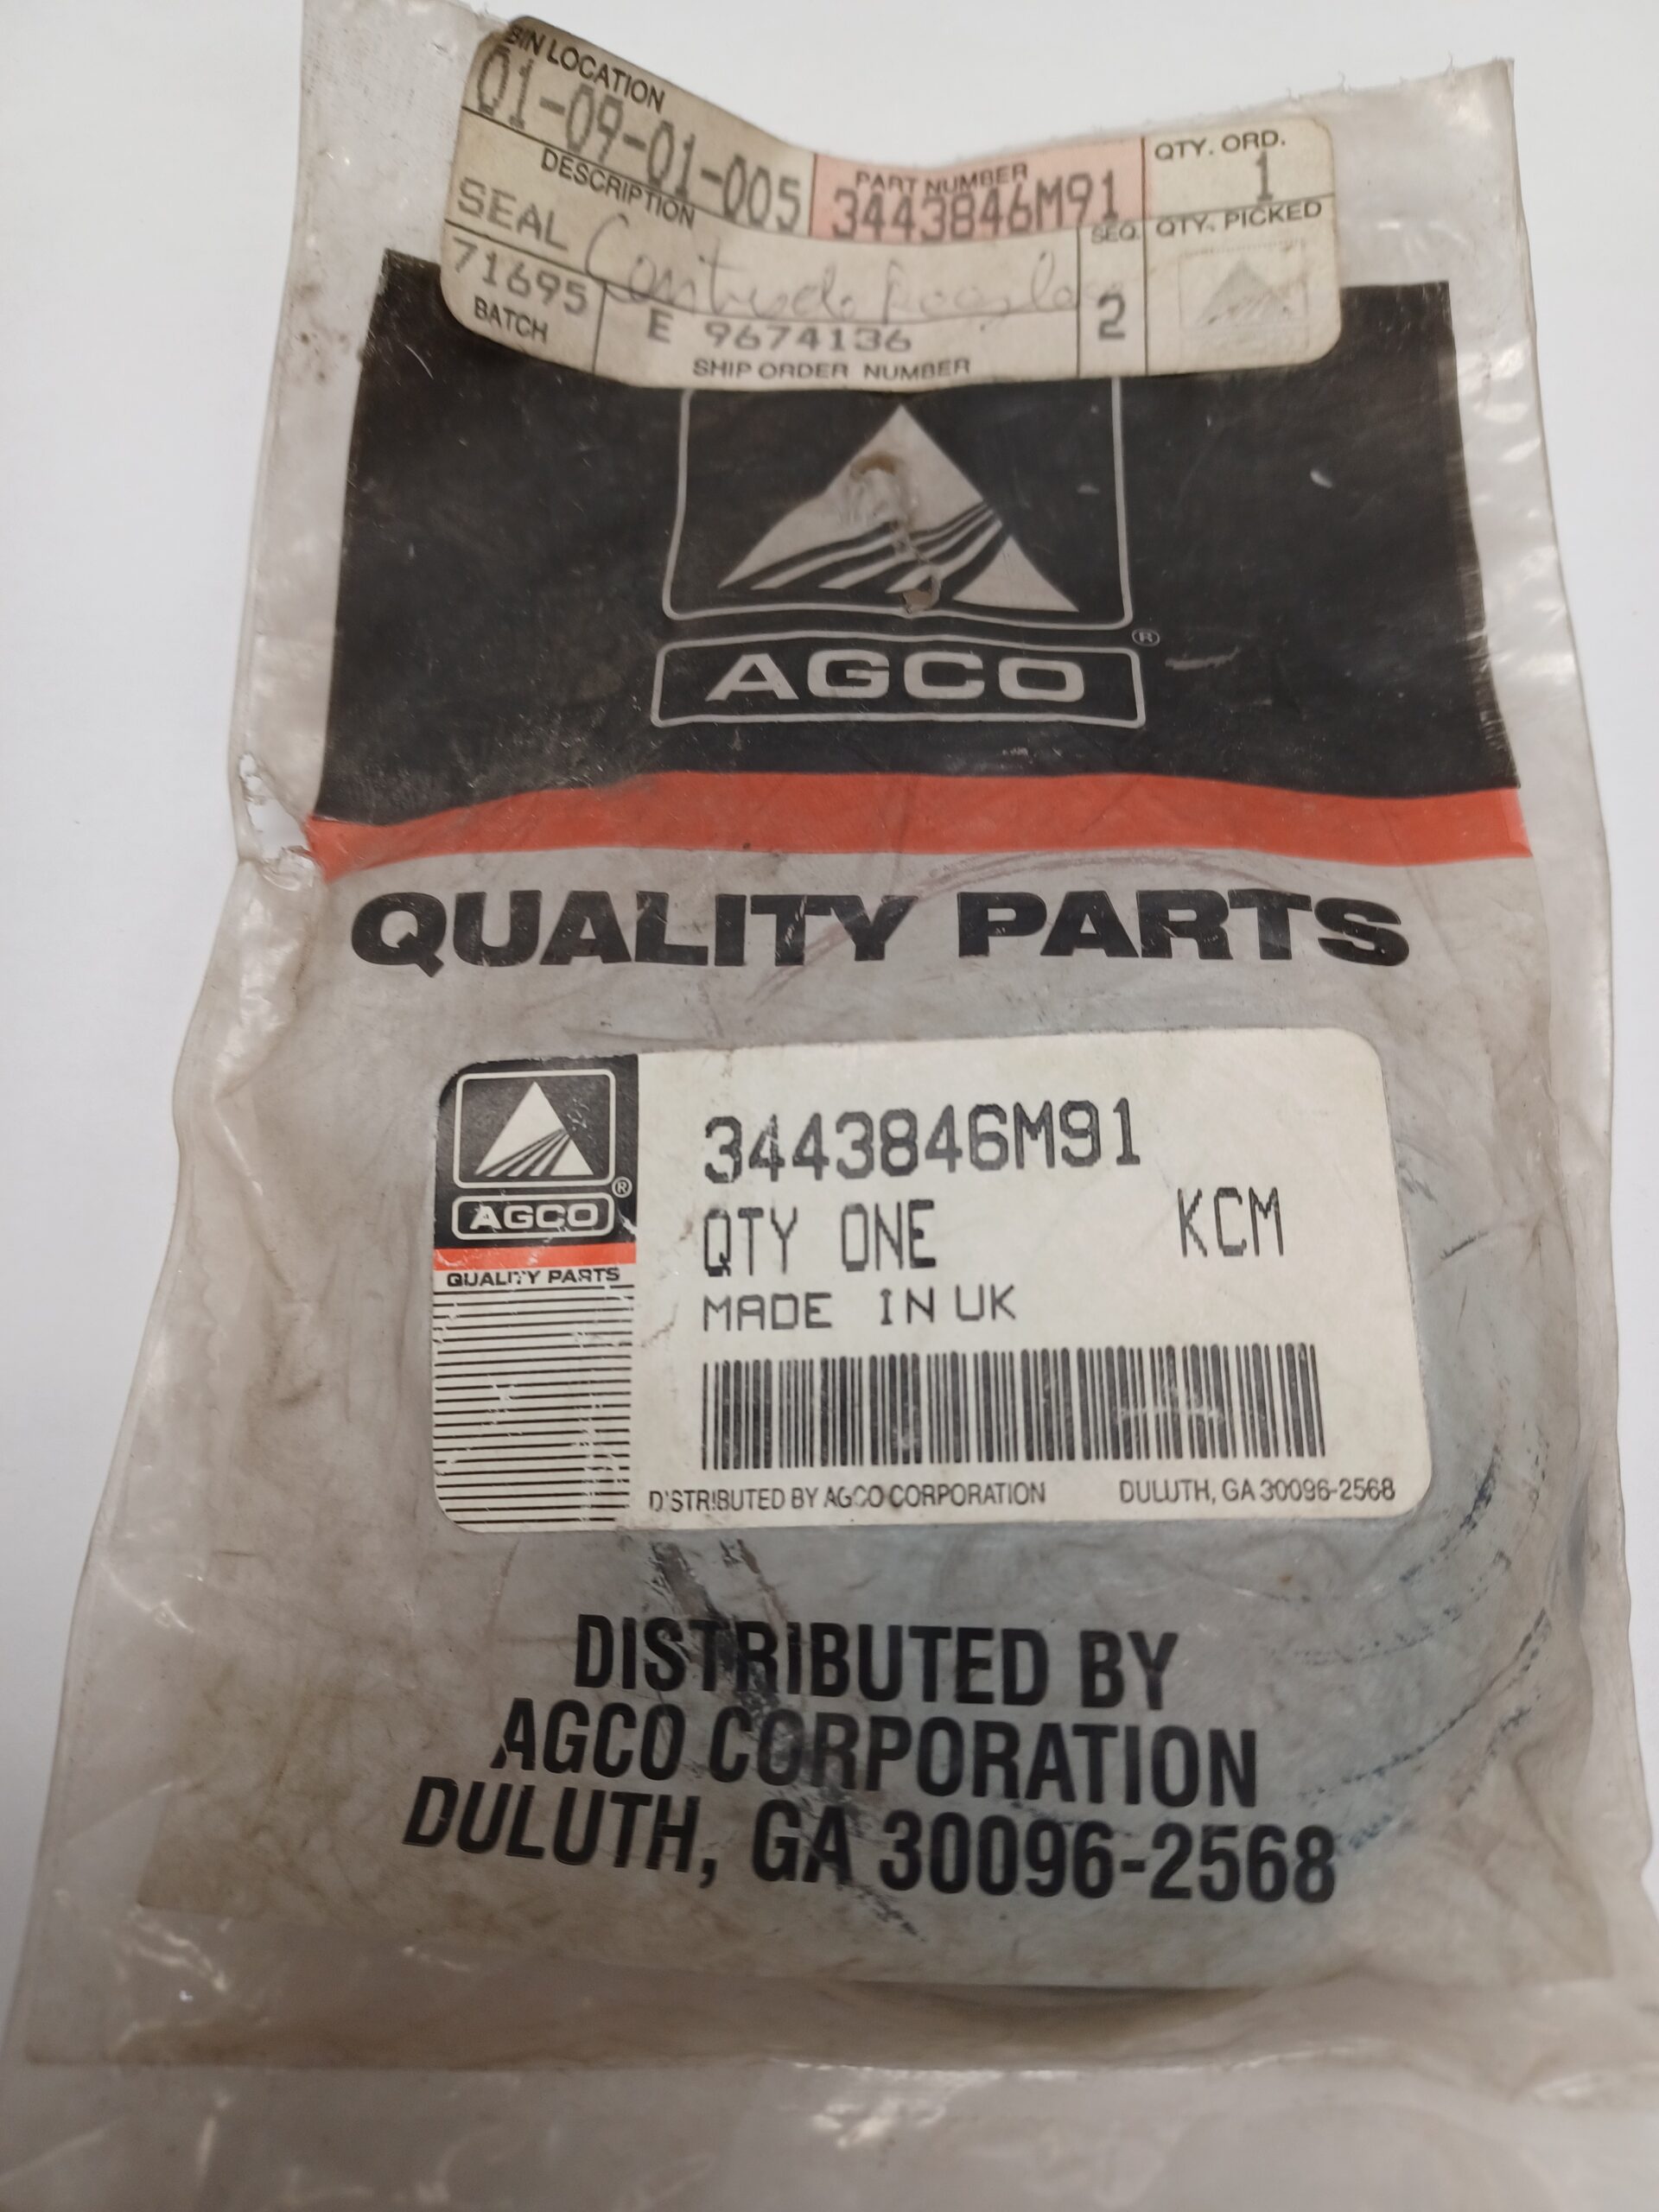 BIN LOCATION
01-09-01-005
PART NUMBER
3443846M91
QTY. ORD.
1
DESCRIPTION
SEAL
SEQ.
2
QTY. PICKED
71695
BATCH
E 9674136
SHIP ORDER NUMBER
AGCO®
QUALITY PARTS
AGCO®
QUALITY PARTS
3443846M91
QTY ONE KCM
MADE IN UK
DISTRIBUTED BY AGCO CORPORATION DULUTH, GA 30096-2568
DISTRIBUTED BY
AGCO CORPORATION
DULUTH, GA 30096-2568